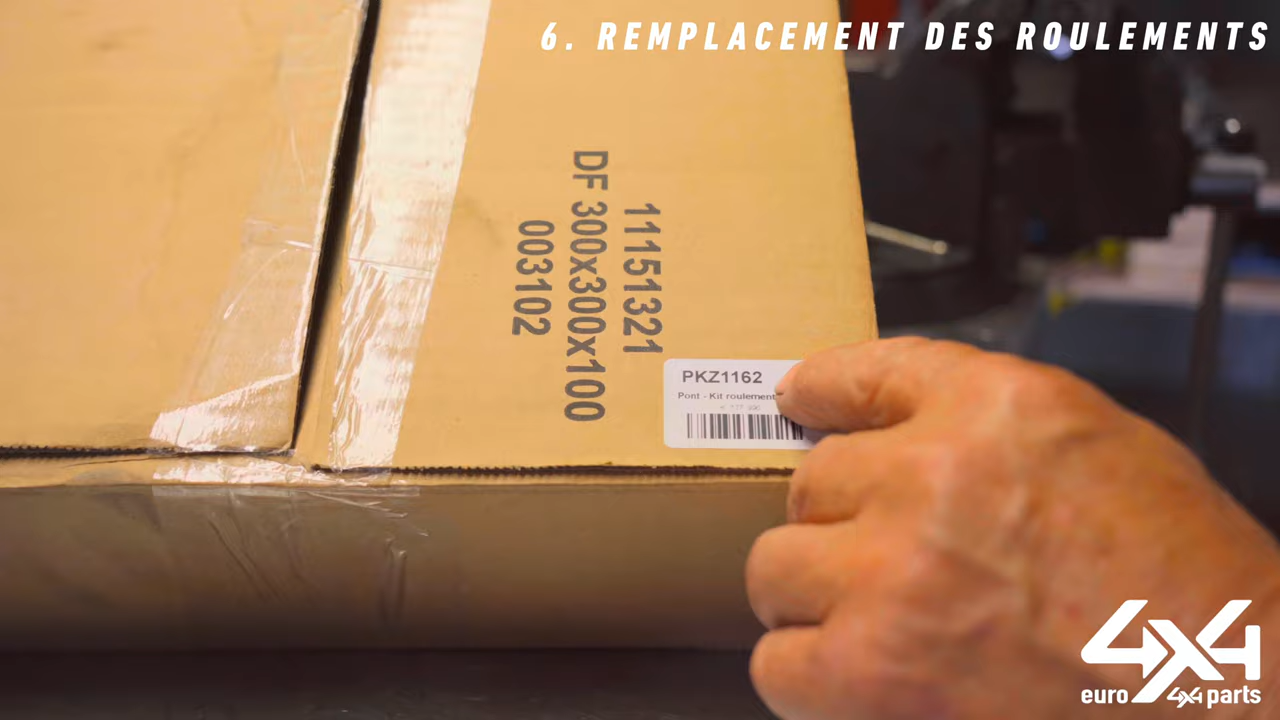 6. REMPLACEMENT DES ROULEMENTS
11151321
DF 300x300x100
003102
PKZ1162
Pont - Kit roulement
4x4
euro 4x4 parts